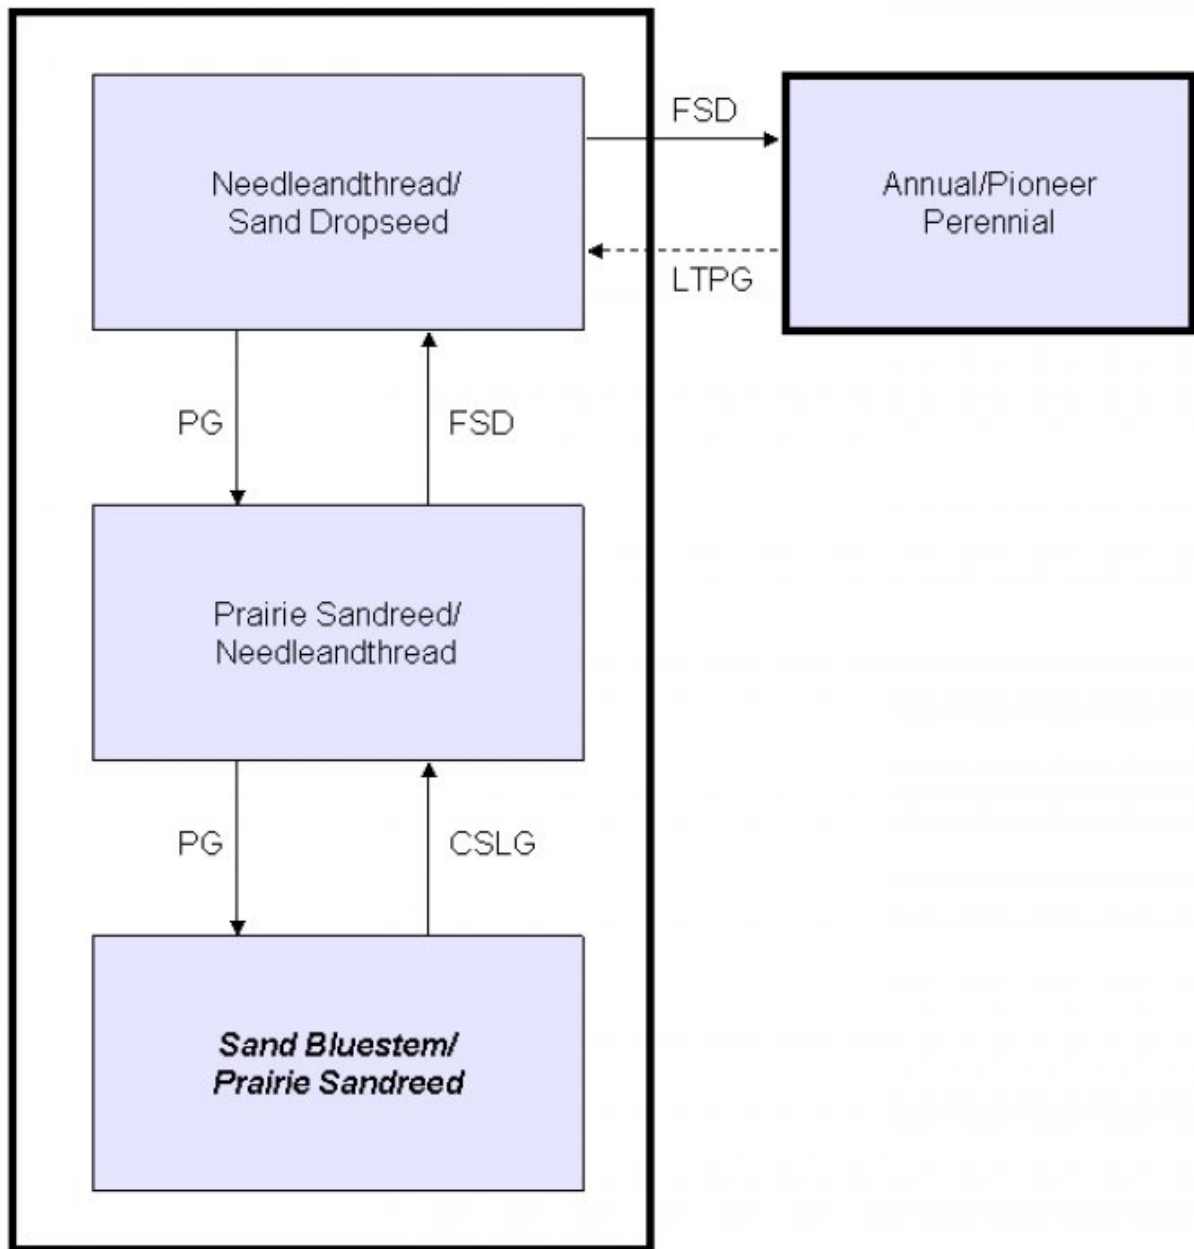 Needleandthread/
Sand Dropseed
FSD
Annual/Pioneer
Perennial
LTPG
PG
FSD
Prairie Sandreed/
Needleandthread
PG
CSLG
Sand Bluestem/
Prairie Sandreed